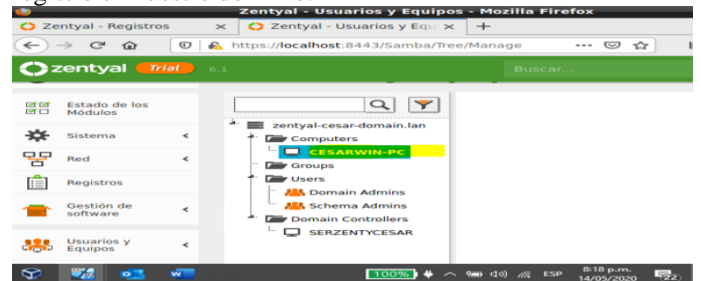 Zentyal - Usuarios y Equipos - Mozilla Firefox
Zentyal - Registros
Zentyal - Usuarios y Equ
https://localhost:8443/Samba/Tree/Manage
zentyal Trial 6.1 Buscar...
Estado de los
Módulos
Sistema
Red
Registros
Gestión de
software
Usuarios y
Equipos
zentyal-cesar-domain.lan
Computers
CESARWIN-PC
Groups
Users
Domain Admins
Schema Admins
Domain Controllers
SERZENTYCESAR
100% ESP 8:18 p.m.
14/05/2020 22